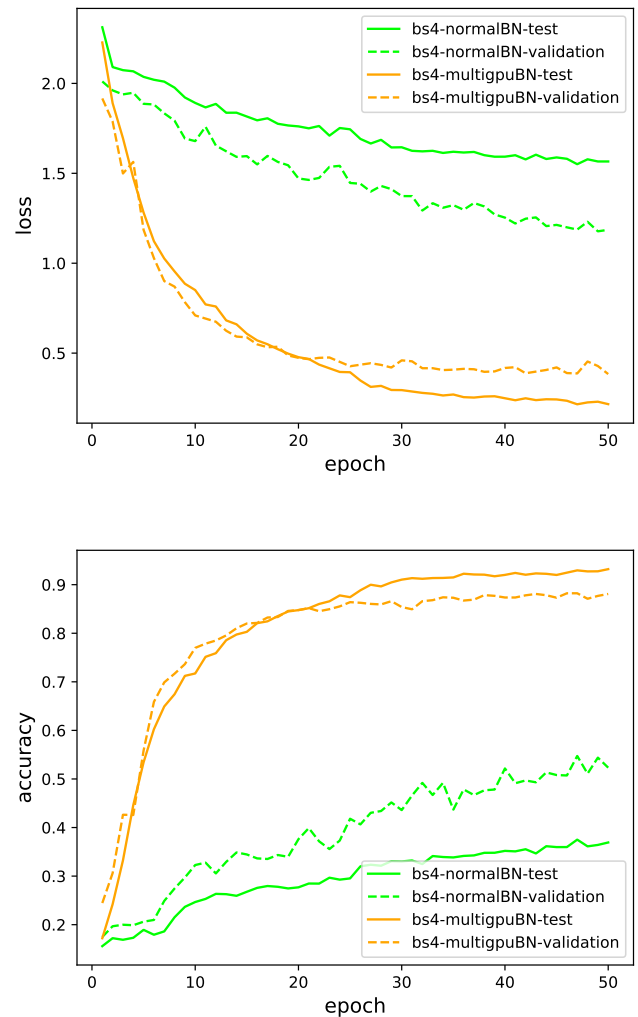 bs4-normalBN-test
bs4-normalBN-validation
bs4-multigpuBN-test
bs4-multigpuBN-validation
2.0
1.5
1.0
0.5
loss
0 10 20 30 40 50
epoch
0.9
0.8
0.7
0.6
0.5
0.4
0.3
0.2
accuracy
bs4-normalBN-test
bs4-normalBN-validation
bs4-multigpuBN-test
bs4-multigpuBN-validation
0 10 20 30 40 50
epoch